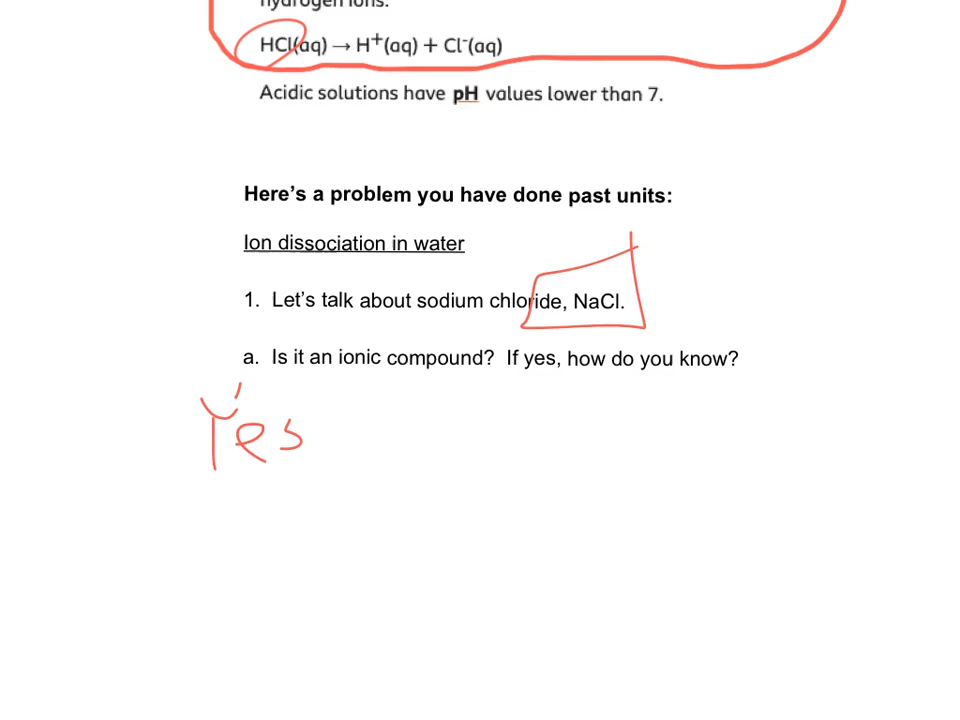 hydrogen ions.
HCl(aq) → H⁺(aq) + Cl⁻(aq)
Acidic solutions have pH values lower than 7.
Here's a problem you have done past units:
Ion dissociation in water
1. Let's talk about sodium chloride, NaCl.
a. Is it an ionic compound? If yes, how do you know?
Yes